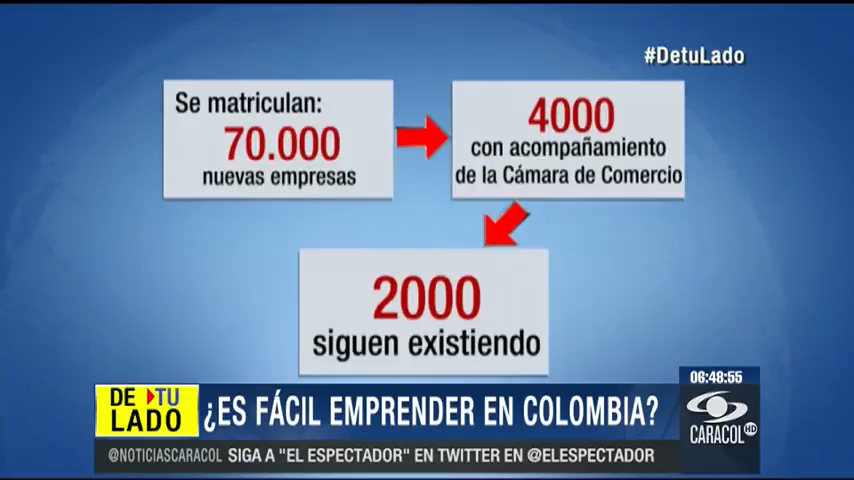 #DetuLado
Se matriculan:
70.000
nuevas empresas
4000
con acompañamiento
de la Cámara de Comercio
2000
siguen existiendo
DE TU
LADO
¿ES FÁCIL EMPRENDER EN COLOMBIA?
06:48:55
CARACOL HD
@NOTICIASCARACOL SIGA A "EL ESPECTADOR" EN TWITTER EN @ELESPECTADOR